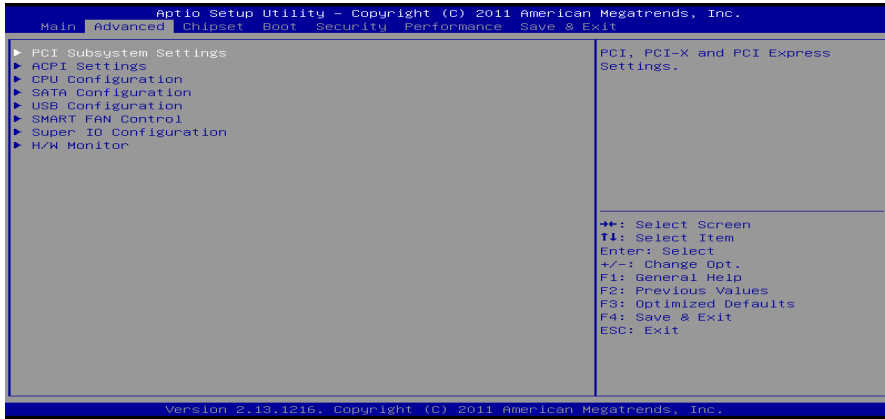 Aptio Setup Utility – Copyright (C) 2011 American Megatrends, Inc.
Main Advanced Chipset Boot Security Performance Save & Exit
▶ PCI Subsystem Settings
▶ ACPI Settings
▶ CPU Configuration
▶ SATA Configuration
▶ USB Configuration
▶ SMART FAN Control
▶ Super IO Configuration
▶ H/W Monitor
PCI, PCI-X and PCI Express
Settings.
→←: Select Screen
↑↓: Select Item
Enter: Select
+/-: Change Opt.
F1: General Help
F2: Previous Values
F3: Optimized Defaults
F4: Save & Exit
ESC: Exit
Version 2.13.1216. Copyright (C) 2011 American Megatrends, Inc.